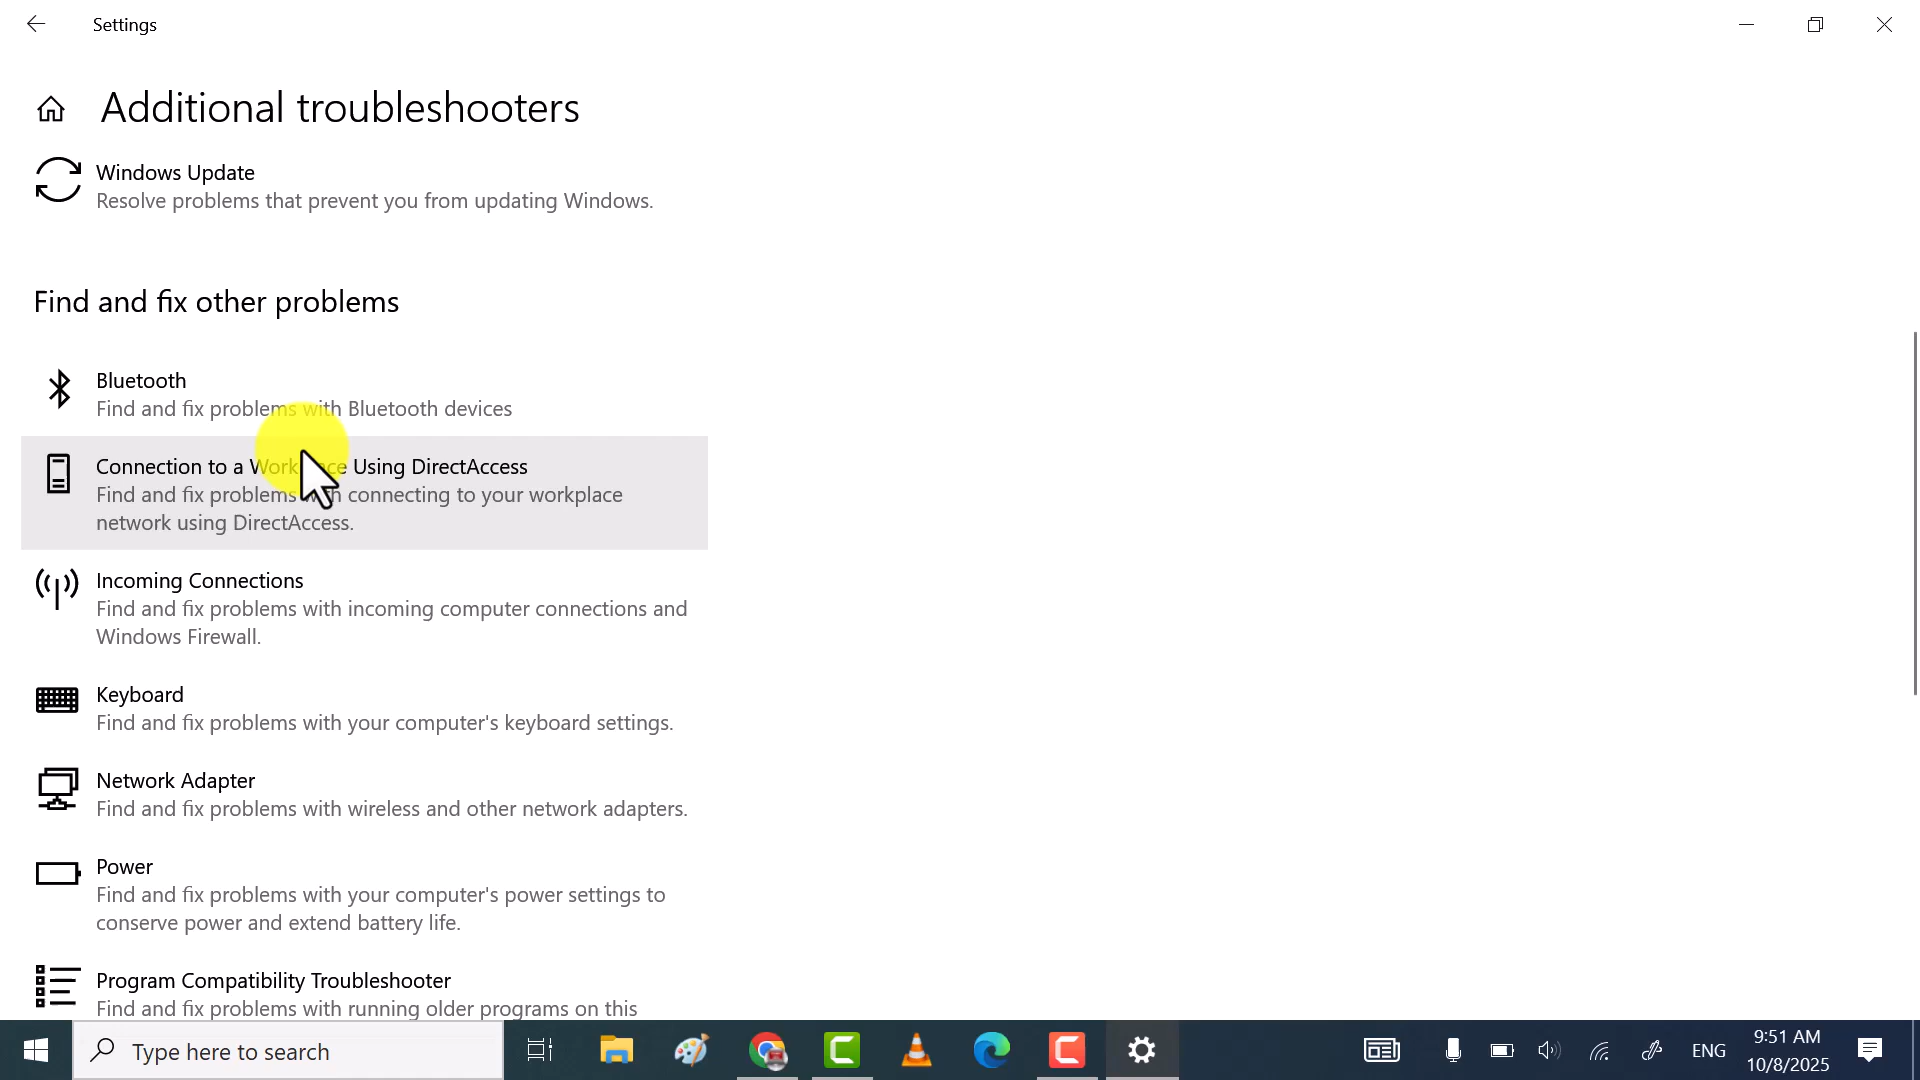 Settings
Additional troubleshooters
Windows Update
Resolve problems that prevent you from updating Windows.
Find and fix other problems
Bluetooth
Find and fix problems with Bluetooth devices
Connection to a Workplace Using DirectAccess
Find and fix problems with connecting to your workplace
network using DirectAccess.
Incoming Connections
Find and fix problems with incoming computer connections and
Windows Firewall.
Keyboard
Find and fix problems with your computer's keyboard settings.
Network Adapter
Find and fix problems with wireless and other network adapters.
Power
Find and fix problems with your computer's power settings to
conserve power and extend battery life.
Program Compatibility Troubleshooter
Find and fix problems with running older programs on this
Type here to search
ENG
9:51 AM
10/8/2025